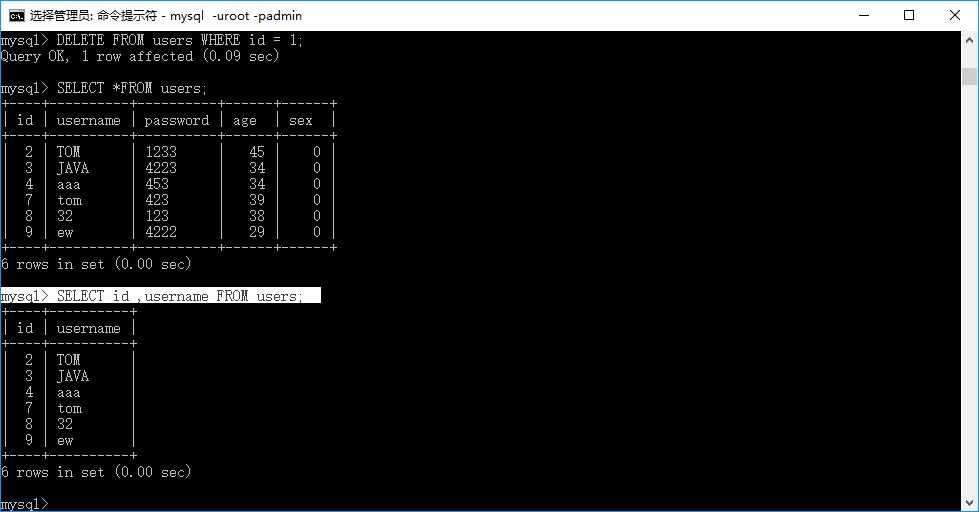 选择管理员: 命令提示符 - mysql  -uroot -padmin
mysql> DELETE FROM users WHERE id = 1;
Query OK, 1 row affected (0.09 sec)

mysql> SELECT *FROM users;
+----+----------+----------+------+------+
| id | username | password | age  | sex  |
+----+----------+----------+------+------+
|  2 | TOM      | 1233     |   45 |    0 |
|  3 | JAVA     | 4223     |   34 |    0 |
|  4 | aaa      | 453      |   34 |    0 |
|  7 | tom      | 423      |   39 |    0 |
|  8 | 32       | 123      |   38 |    0 |
|  9 | ew       | 4222     |   29 |    0 |
+----+----------+----------+------+------+
6 rows in set (0.00 sec)

mysql> SELECT id ,username FROM users;
+----+----------+
| id | username |
+----+----------+
|  2 | TOM      |
|  3 | JAVA     |
|  4 | aaa      |
|  7 | tom      |
|  8 | 32       |
|  9 | ew       |
+----+----------+
6 rows in set (0.00 sec)

mysql>